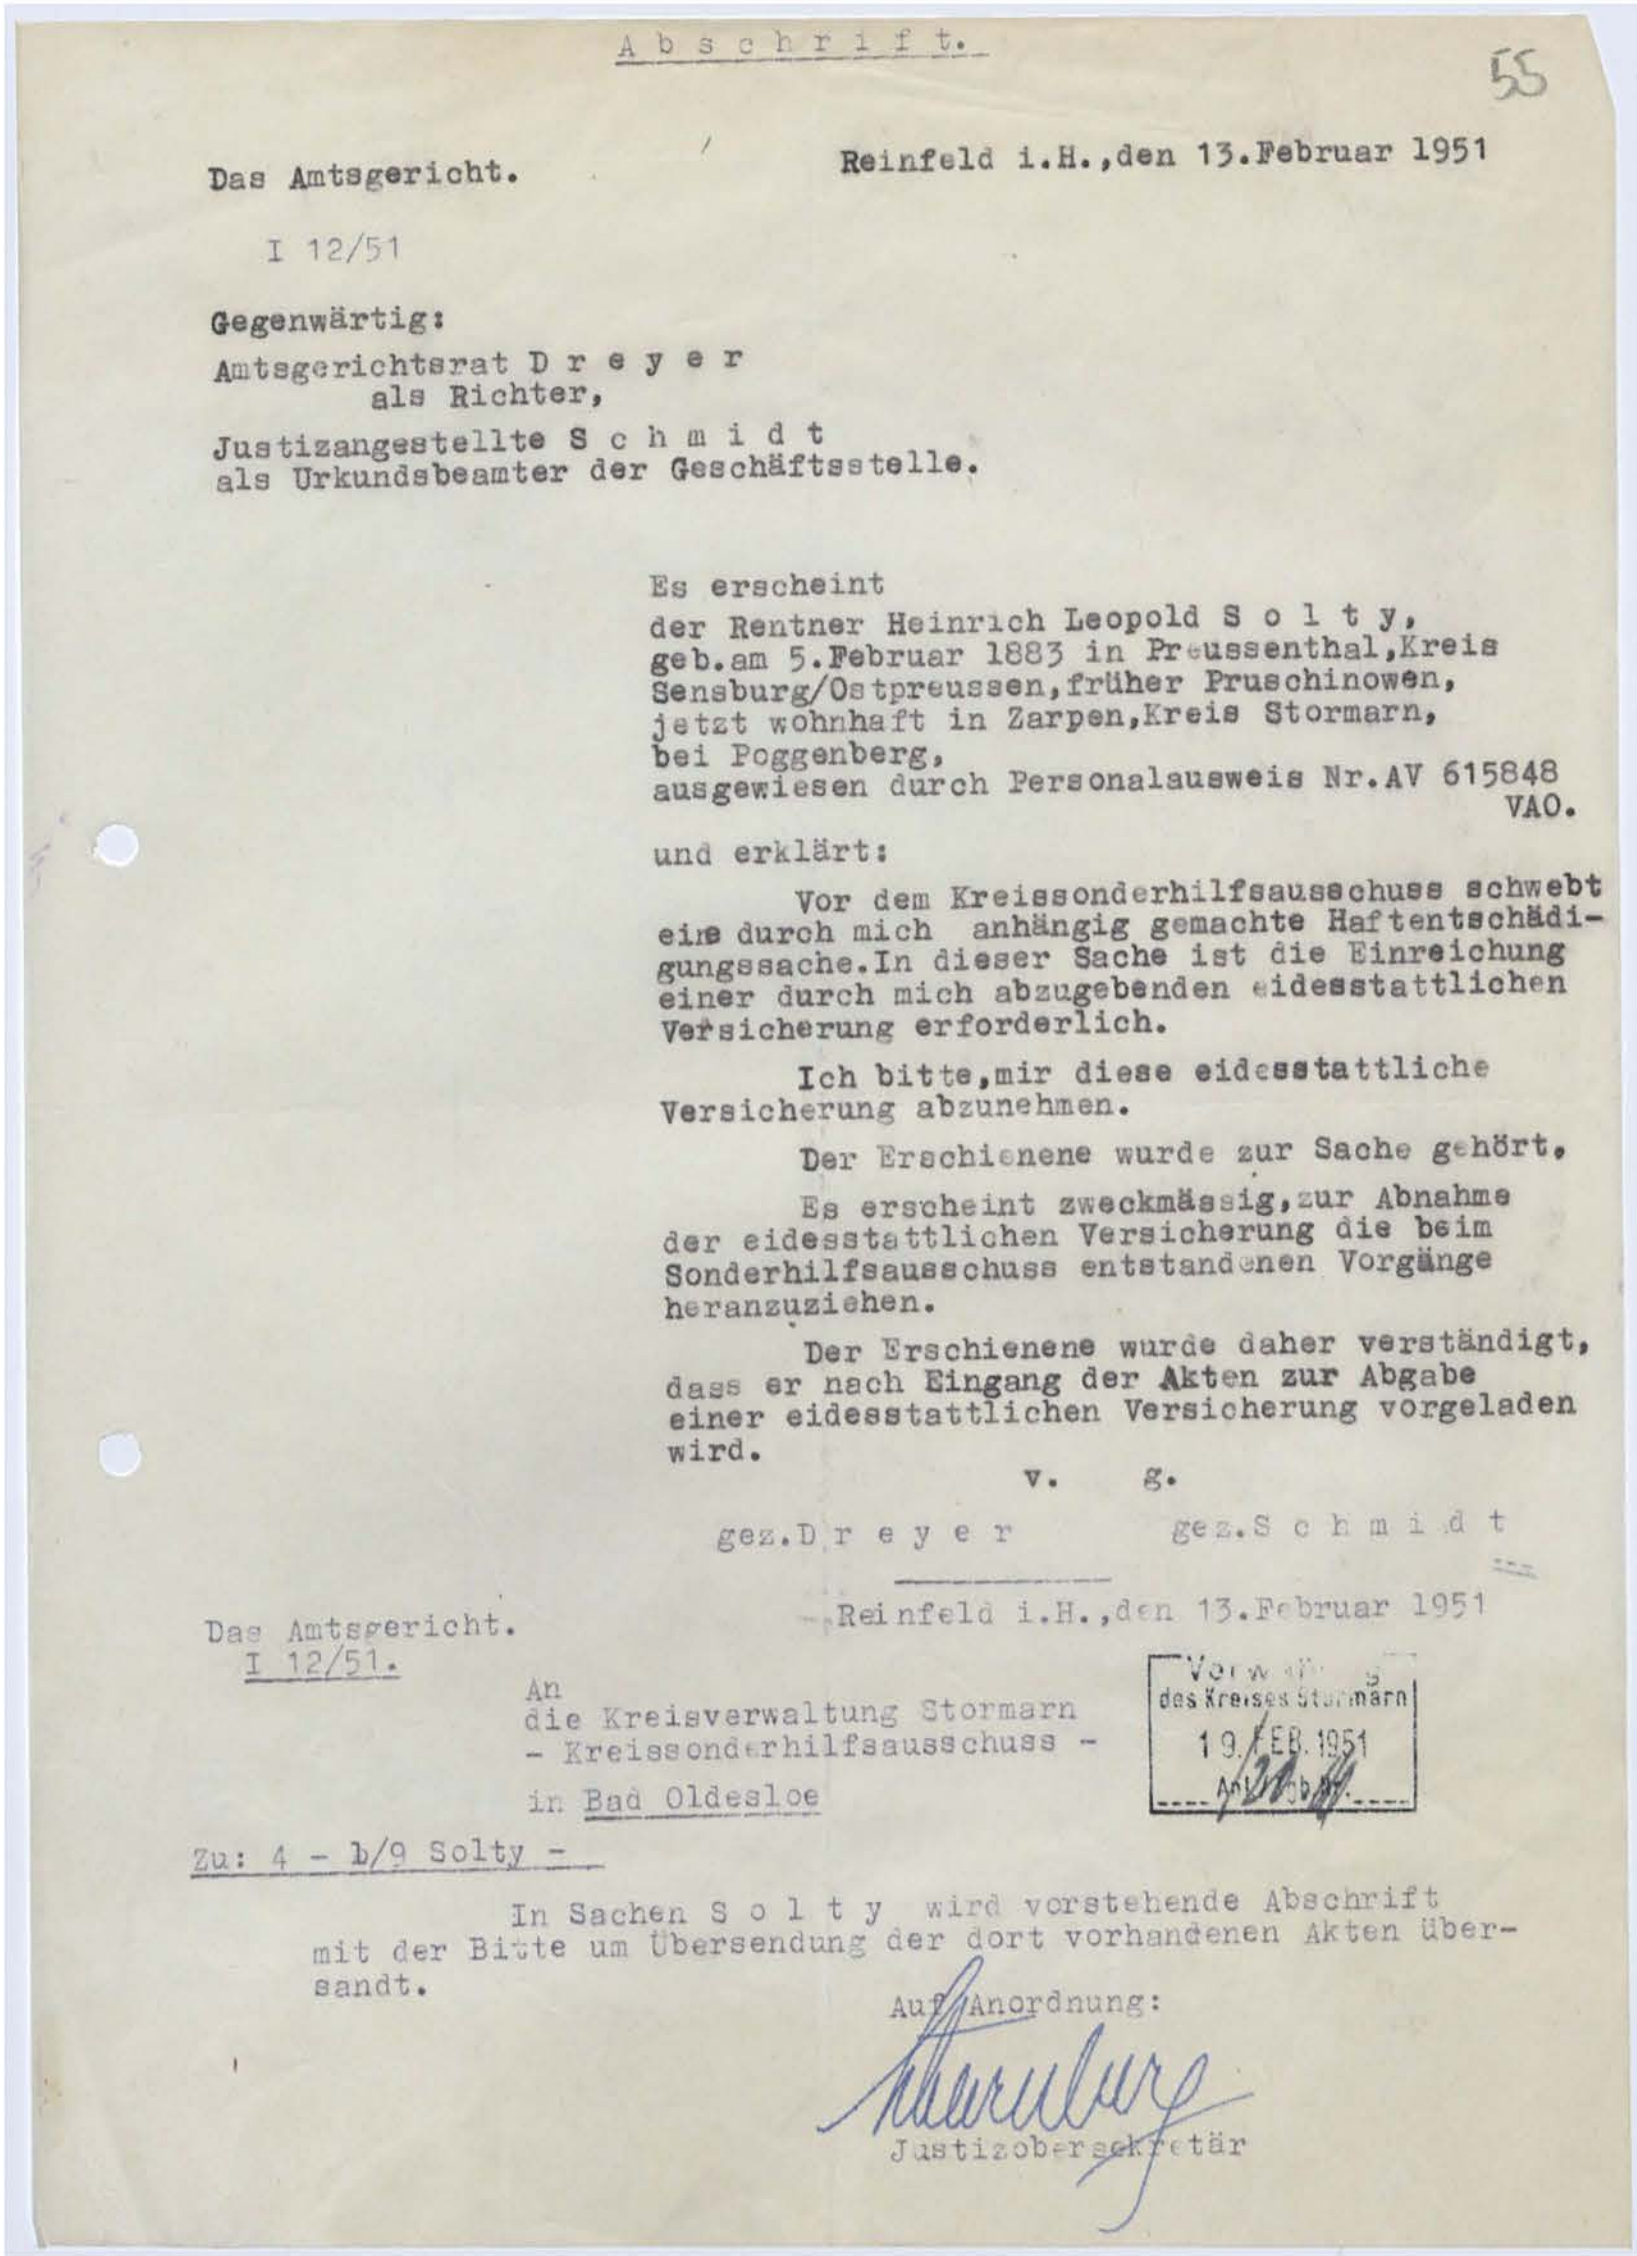 A b s c h r i f t.
55
Das Amtsgericht.
Reinfeld i.H.,den 13.Februar 1951
I 12/51
Gegenwärtig:
Amtsgerichtsrat D r e y e r
als Richter,
Justizangestellte S c h m i d t
als Urkundsbeamter der Geschäftsstelle.
Es erscheint
der Rentner Heinrich Leopold S o l t y,
geb.am 5.Februar 1883 in Preussenthal,Kreis
Sensburg/Ostpreussen,früher Pruschinowen,
jetzt wohnhaft in Zarpen,Kreis Stormarn,
bei Poggenberg,
ausgewiesen durch Personalausweis Nr.AV 615848
VAO.
und erklärt:
Vor dem Kreissonderhilfsausschuss schwebt
eine durch mich anhängig gemachte Haftentschädi-
gungssache.In dieser Sache ist die Einreichung
einer durch mich abzugebenden eidesstattlichen
Versicherung erforderlich.
Ich bitte,mir diese eidesstattliche
Versicherung abzunehmen.
Der Erschienene wurde zur Sache gehört.
Es erscheint zweckmässig,zur Abnahme
der eidesstattlichen Versicherung die beim
Sonderhilfsausschuss entstandenen Vorgänge
heranzuziehen.
Der Erschienene wurde daher verständigt,
dass er nach Eingang der Akten zur Abgabe
einer eidesstattlichen Versicherung vorgeladen
wird.
v. g.
gez.D r e y e r gez.S c h m i d t
Das Amtsgericht.
Reinfeld i.H.,den 13.Februar 1951
I 12/51.
An
die Kreisverwaltung Stormarn
- Kreissonderhilfsausschuss -
in Bad Oldesloe
des Kreises Stormarn
19. FEB. 1951
Zu: 4 - 1/9 Solty -
In Sachen S o l t y wird vorstehende Abschrift
mit der Bitte um Übersendung der dort vorhandenen Akten über-
sandt.
Auf Anordnung:
Justizobersekretär